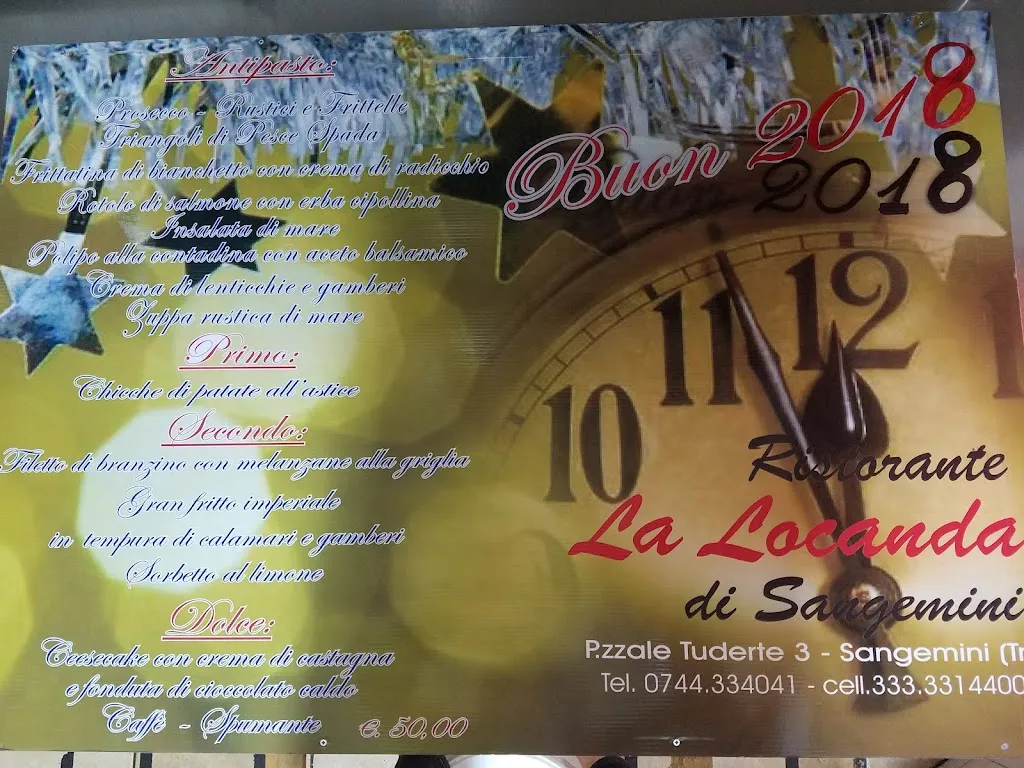 Antipasto:
Prosecco - Rustici e Frittelle
Triangoli di Pesce Spada
Frittatina di bianchetto con crema di radicchio
Rotolo di salmone con erba cipollina
Insalata di mare
Polipo alla contadina con aceto balsamico
Crema di lenticchie e gamberi
Zuppa rustica di mare
Primo:
Chicche di patate all'astice
Secondo:
Filetto di branzino con melanzane alla griglia
Gran fritto imperiale
in tempura di calamari e gamberi
Sorbetto al limone
Dolce:
Ceesecake con crema di castagna
e fonduta di cioccolato caldo
Caffè - Spumante €. 50,00
Buon 2018
2018
10 11 12 1
Ristorante
La Locanda
di Sangemini
P.zzale Tuderte 3 - Sangemini (Tr
Tel. 0744.334041 - cell.333.3314400